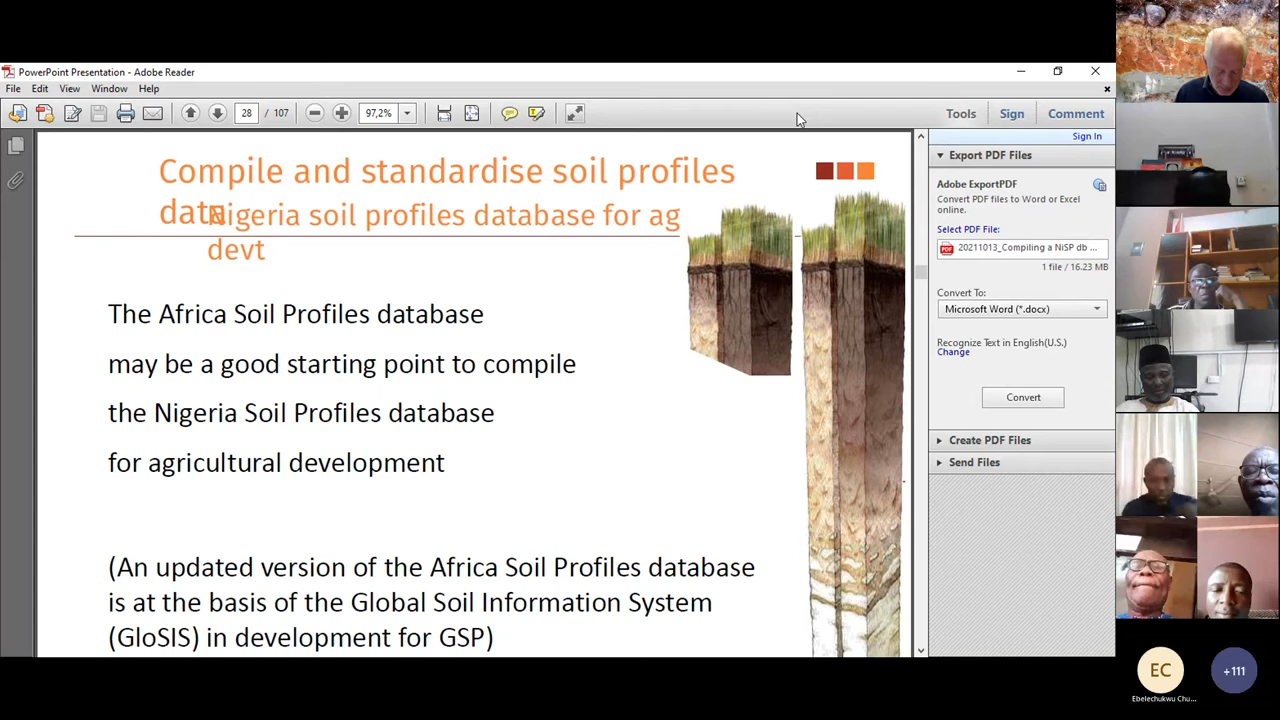 PowerPoint Presentation - Adobe Reader
File Edit View Window Help
28 / 107
97,2%
Tools Sign Comment
Sign In
Compile and standardise soil profiles
data
Nigeria soil profiles database for ag
devt
The Africa Soil Profiles database
may be a good starting point to compile
the Nigeria Soil Profiles database
for agricultural development
(An updated version of the Africa Soil Profiles database
is at the basis of the Global Soil Information System
(GloSIS) in development for GSP)
Export PDF Files
Adobe ExportPDF
Convert PDF files to Word or Excel
online.
Select PDF File:
20211013_Compiling a NiSP db ...
1 file / 16.23 MB
Convert To:
Microsoft Word (*.docx)
Recognize Text in English(U.S.)
Change
Convert
Create PDF Files
Send Files
EC
Ebelechukwu Chu...
+111